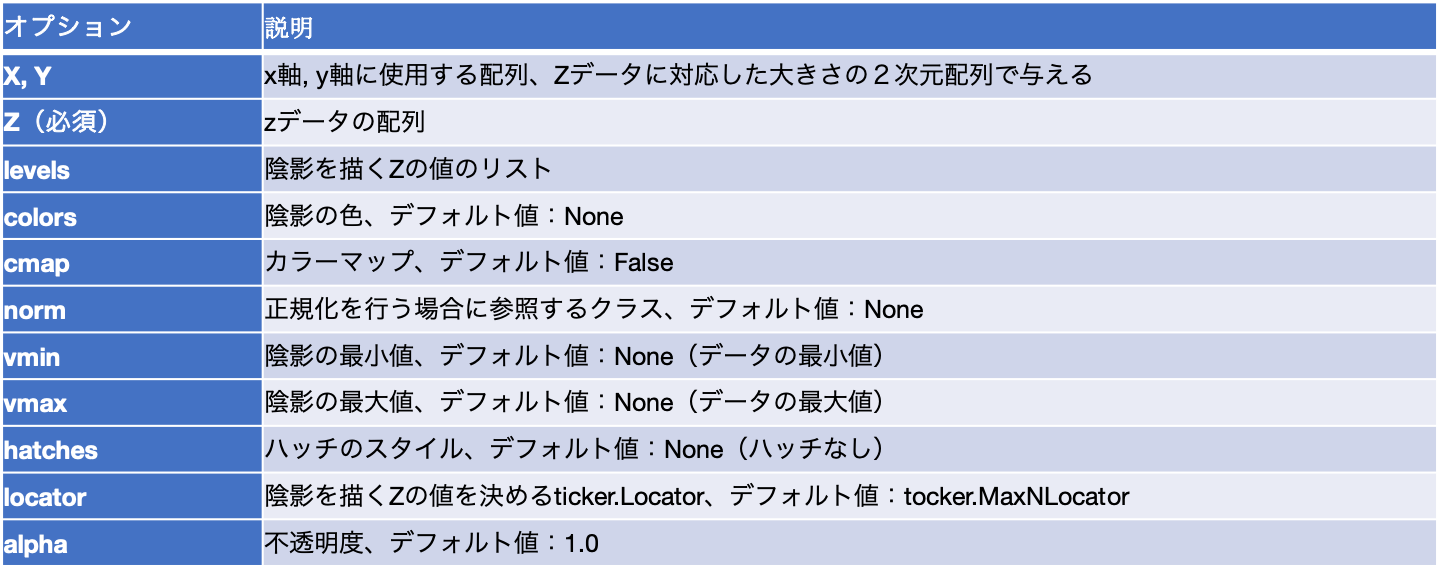 オプション 説明
X, Y x軸, y軸に使用する配列、Zデータに対応した大きさの２次元配列で与える
Z（必須） zデータの配列
levels 陰影を描くZの値のリスト
colors 陰影の色、デフォルト値：None
cmap カラーマップ、デフォルト値：False
norm 正規化を行う場合に参照するクラス、デフォルト値：None
vmin 陰影の最小値、デフォルト値：None（データの最小値）
vmax 陰影の最大値、デフォルト値：None（データの最大値）
hatches ハッチのスタイル、デフォルト値：None（ハッチなし）
locator 陰影を描くZの値を決めるticker.Locator、デフォルト値：tocker.MaxNLocator
alpha 不透明度、デフォルト値：1.0